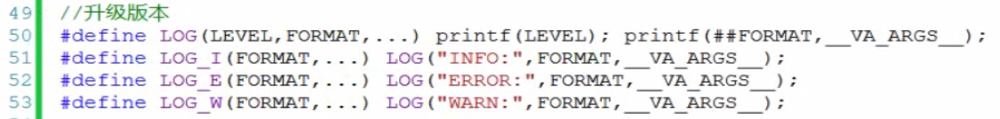 49 //升级版本
50 #define LOG(LEVEL,FORMAT,...) printf(LEVEL); printf(##FORMAT,__VA_ARGS__);
51 #define LOG_I(FORMAT,...) LOG("INFO:",FORMAT,__VA_ARGS__);
52 #define LOG_E(FORMAT,...) LOG("ERROR:",FORMAT,__VA_ARGS__);
53 #define LOG_W(FORMAT,...) LOG("WARN:",FORMAT,__VA_ARGS__);